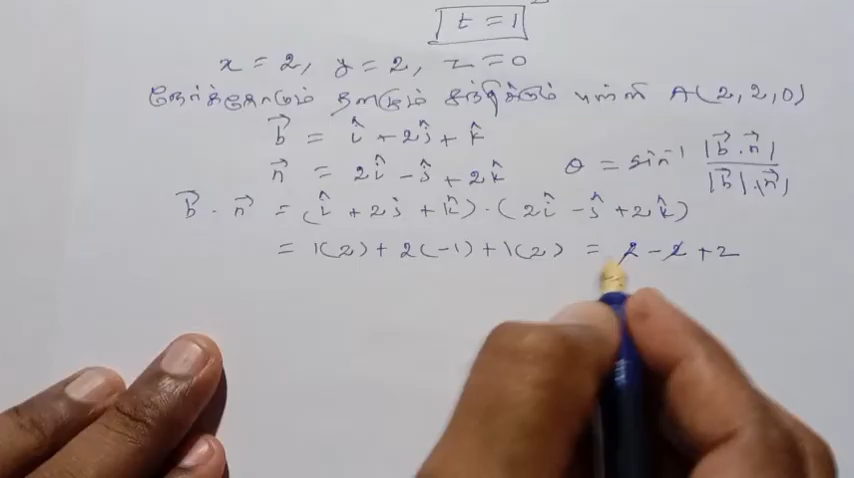 t = 1
x = 2, y = 2, z = 0
நேர்க்கோடும் தளமும் சந்திக்கும் புள்ளி A(2, 2, 0)
b⃗ = î + 2ĵ + k̂
n⃗ = 2î - ĵ + 2k̂ θ = sin⁻¹ |b⃗ . n⃗| / |b⃗| . |n⃗|
b⃗ . n⃗ = (î + 2ĵ + k̂) . (2î - ĵ + 2k̂)
= 1(2) + 2(-1) + 1(2) = 2 - 2 + 2